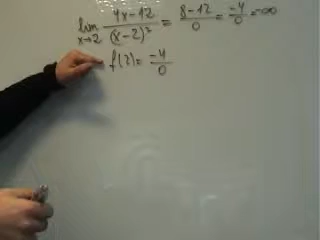 lim x→2 (4x-12)/(x-2)² = (8-12)/0 = -4/0 = -∞
f(2) = -4/0